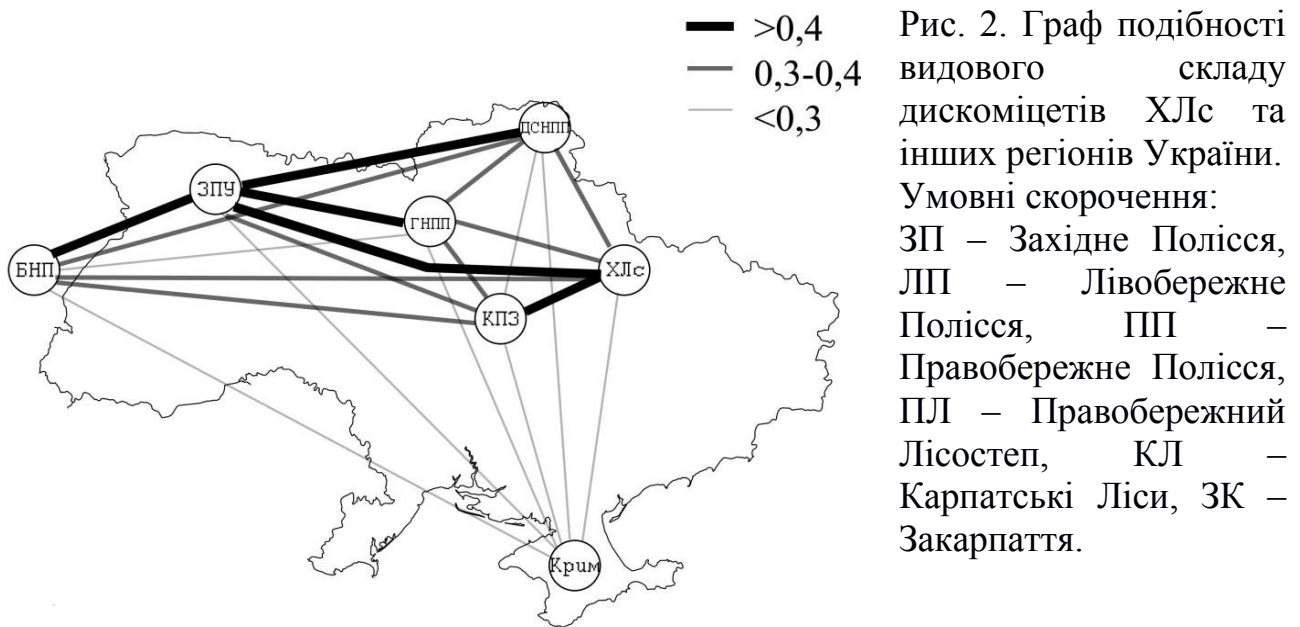 >0,4
0,3-0,4
<0,3
Рис. 2. Граф подібності
видового складу
дискоміцетів ХЛс та
інших регіонів України.
Умовні скорочення:
ЗП – Західне Полісся,
ЛП – Лівобережне
Полісся, ПП –
Правобережне Полісся,
ПЛ – Правобережний
Лісостеп, КЛ –
Карпатські Ліси, ЗК –
Закарпаття.
ДСНПП
ЗПУ
ГНПП
БНП
ХЛс
КПЗ
Крим